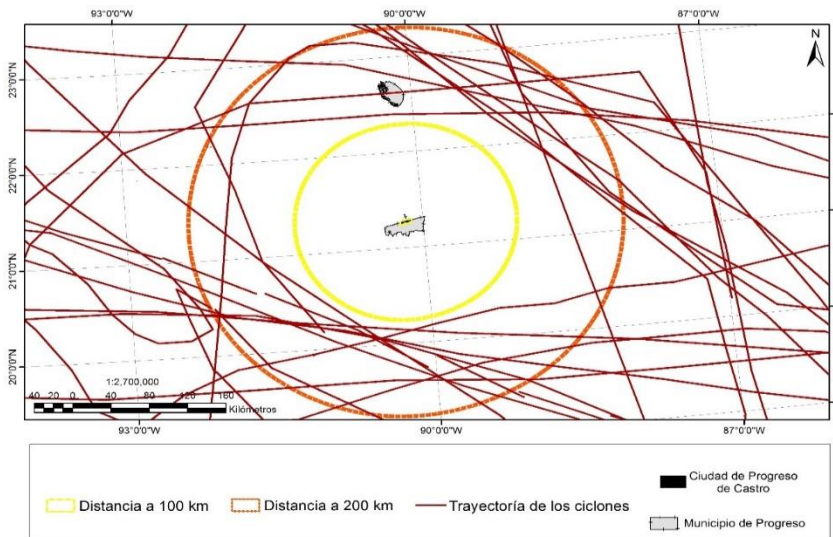 93°0'0"W 90°0'0"W 87°0'0"W
N
23°0'0"N
22°0'0"N
21°0'0"N
20°0'0"N
1:2,700,000
40 20 0 40 80 120 160
Kilómetros
93°0'0"W 90°0'0"W 87°0'0"W
Distancia a 100 km Distancia a 200 km Trayectoría de los ciclones
Ciudad de Progreso
de Castro
Municipio de Progreso